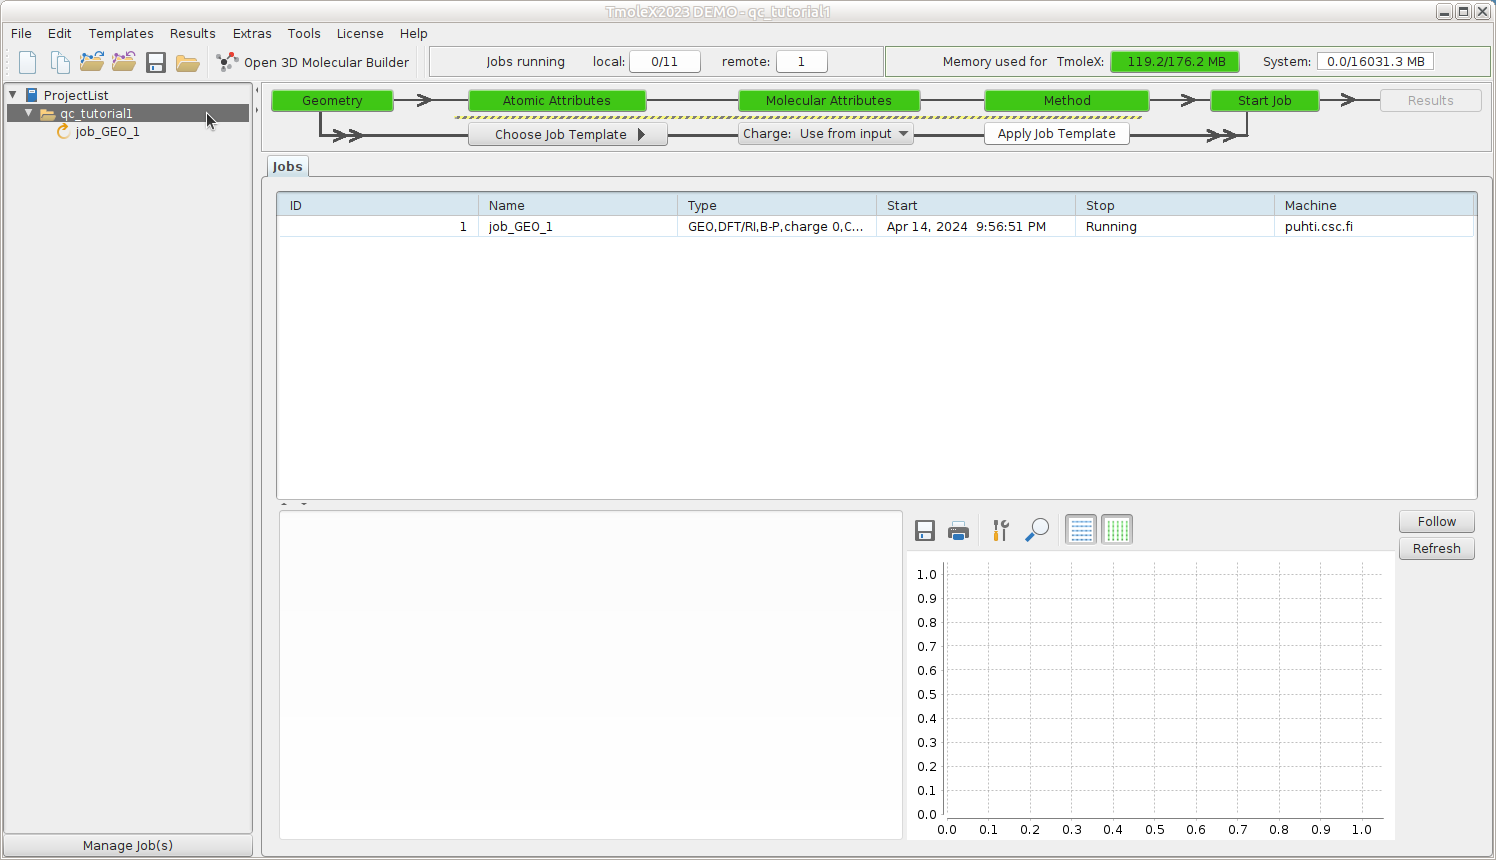 TmoleX2023 DEMO - qc_tutorial1
File Edit Templates Results Extras Tools License Help
Open 3D Molecular Builder Jobs running local: 0/11 remote: 1 Memory used for TmoleX: 119.2/176.2 MB System: 0.0/16031.3 MB
ProjectList
qc_tutorial1
job_GEO_1
Manage Job(s)
Geometry Atomic Attributes Molecular Attributes Method Start Job Results
Choose Job Template Charge: Use from input Apply Job Template
Jobs
ID Name Type Start Stop Machine
1 job_GEO_1 GEO,DFT/RI,B-P,charge 0,C... Apr 14, 2024 9:56:51 PM Running puhti.csc.fi
Follow
Refresh
1.0
0.9
0.8
0.7
0.6
0.5
0.4
0.3
0.2
0.1
0.0
0.0 0.1 0.2 0.3 0.4 0.5 0.6 0.7 0.8 0.9 1.0